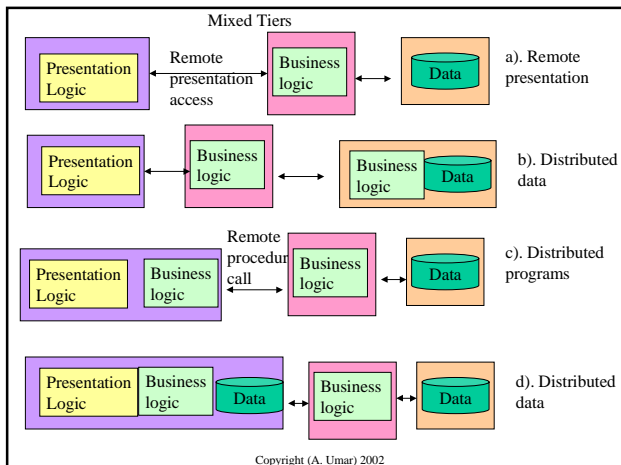 Mixed Tiers
Presentation
Logic
Remote
presentation
access
Business
logic
Data
a). Remote
presentation
Presentation
Logic
Business
logic
Business
logic
Data
b). Distributed
data
Presentation
Logic
Business
logic
Remote
procedur
call
Business
logic
Data
c). Distributed
programs
Presentation
Logic
Business
logic
Data
Business
logic
Data
d). Distributed
data
Copyright (A. Umar) 2002